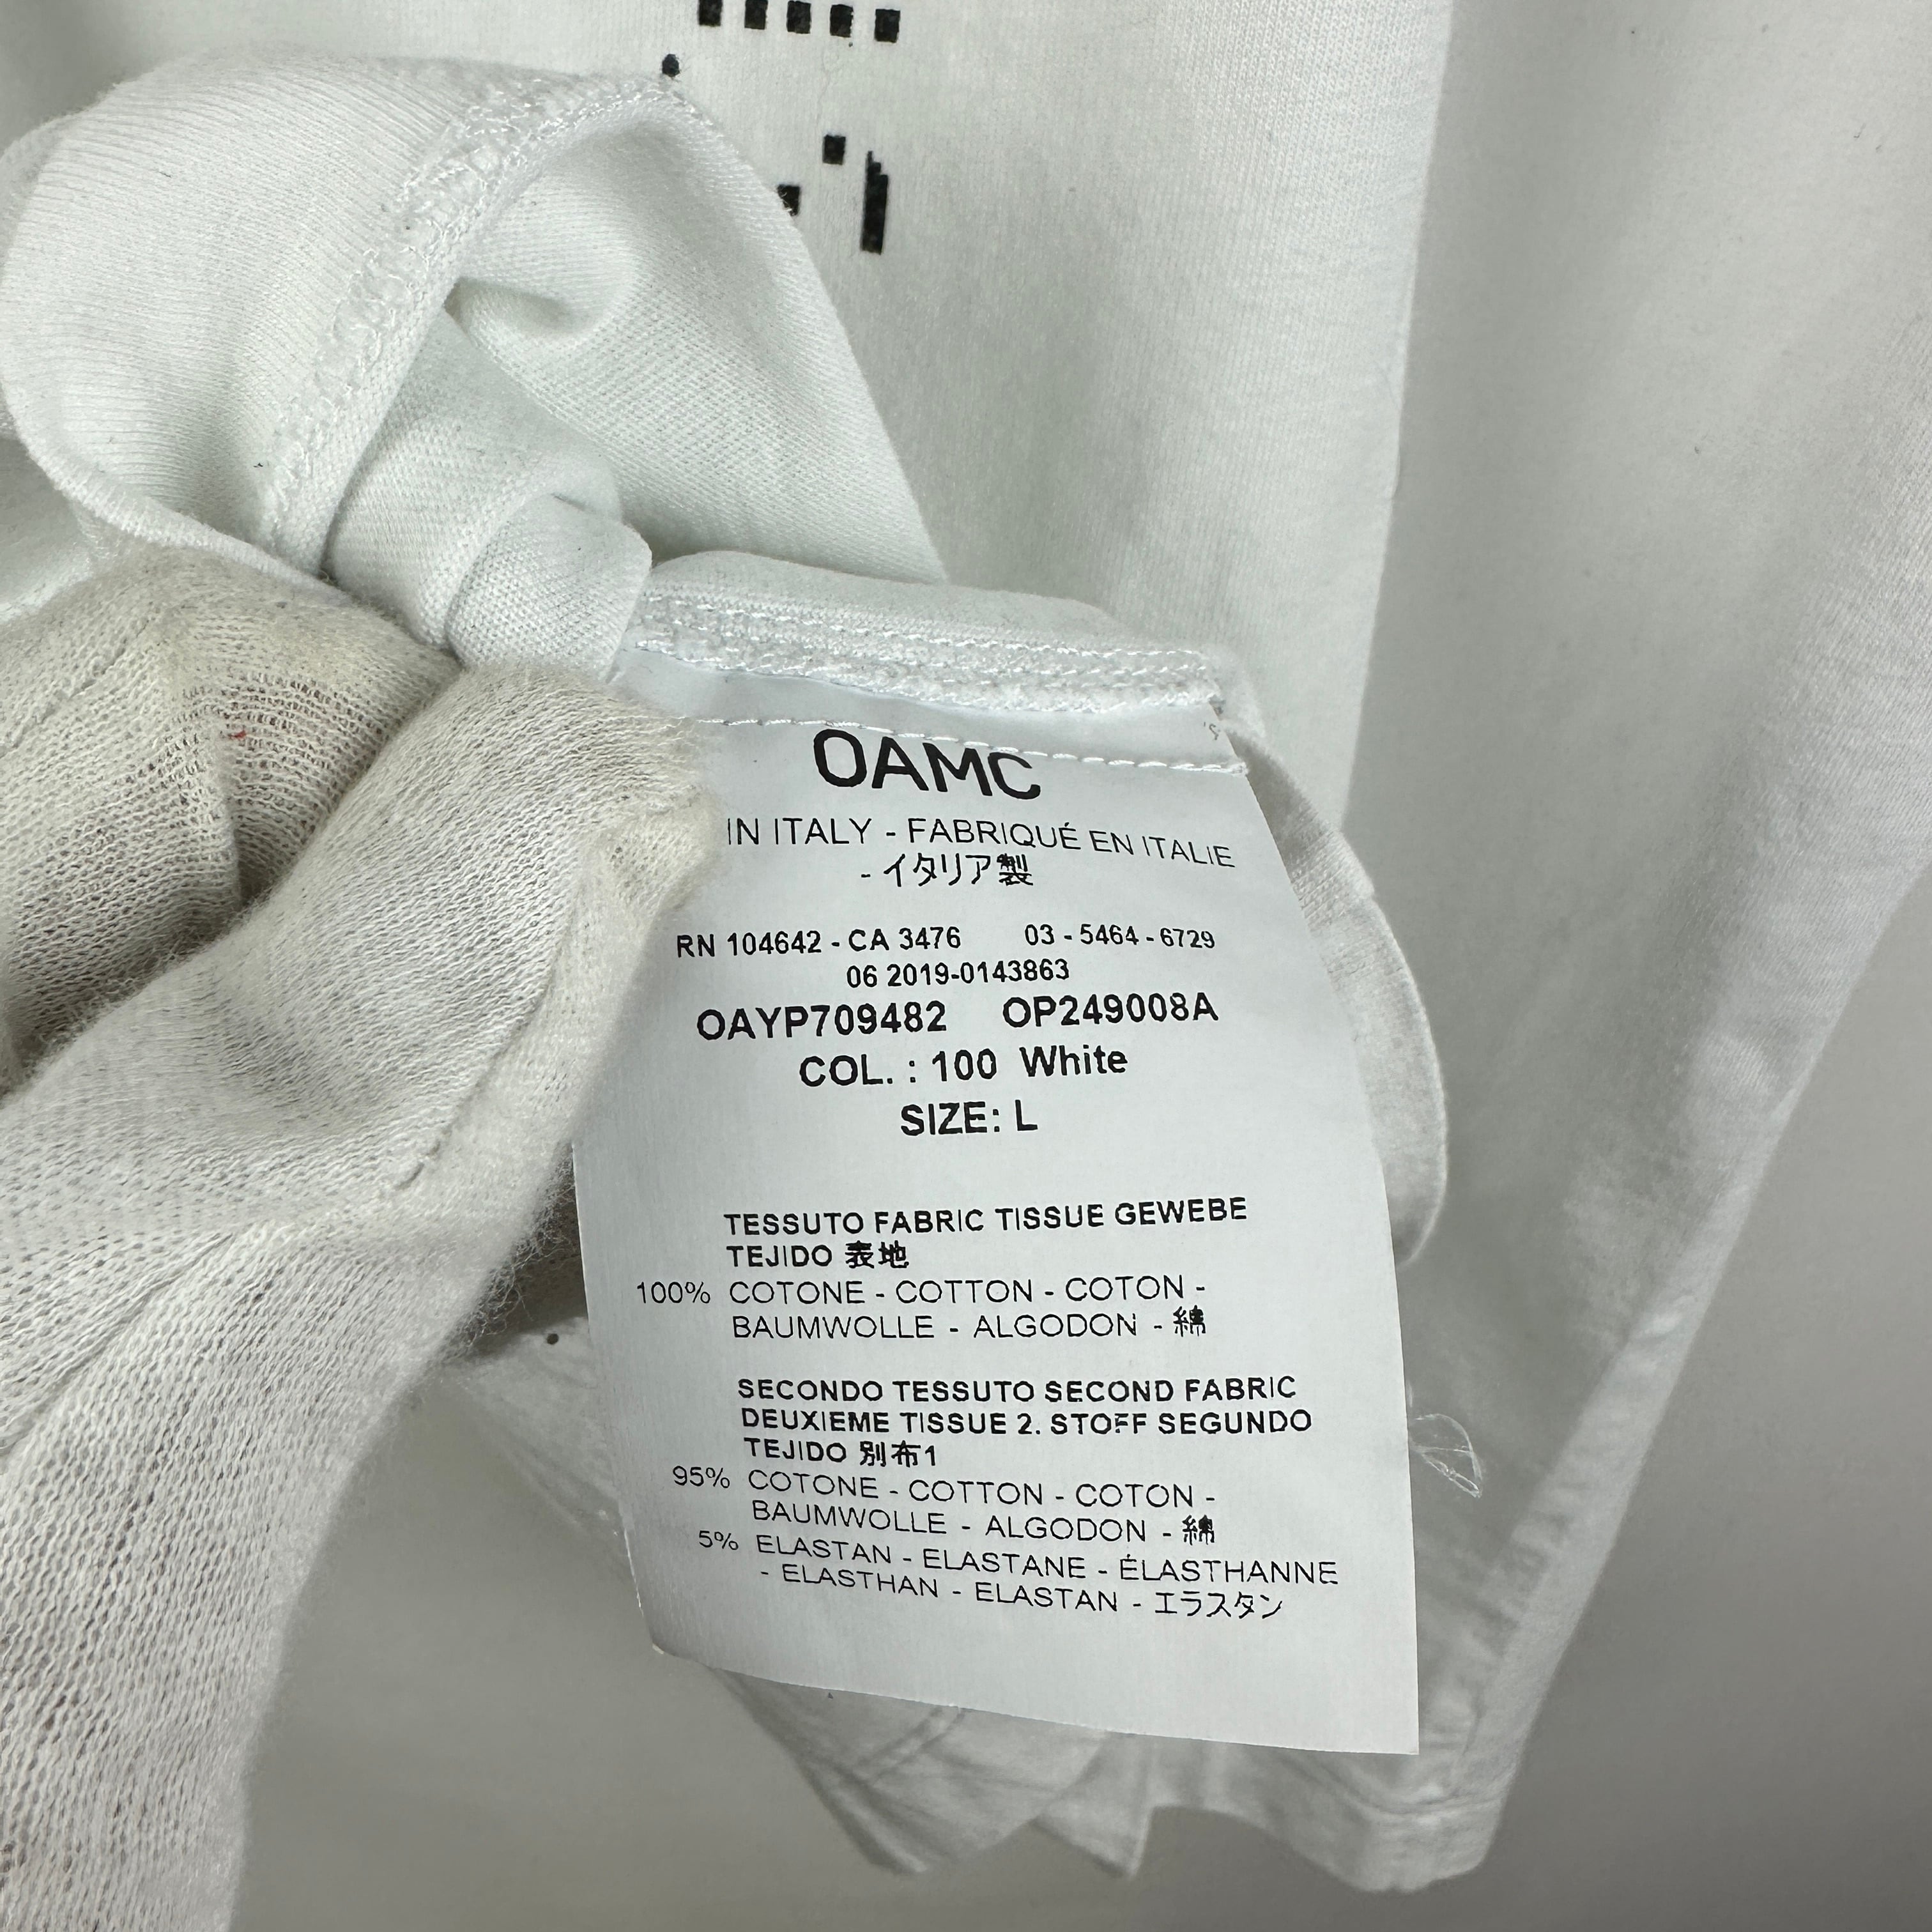 OAMC
IN ITALY - FABRIQUÉ EN ITALIE
- イタリア製
RN 104642 - CA 3476 03 - 5464 - 6729
06 2019-0143863
OAYP709482 OP249008A
COL. : 100 White
SIZE: L
TESSUTO FABRIC TISSUE GEWEBE
TEJIDO 表地
100% COTONE - COTTON - COTON -
BAUMWOLLE - ALGODON - 綿
SECONDO TESSUTO SECOND FABRIC
DEUXIEME TISSUE 2. STOFF SEGUNDO
TEJIDO 別布1
95% COTONE - COTTON - COTON -
BAUMWOLLE - ALGODON - 綿
5% ELASTAN - ELASTANE - ÉLASTHANNE
- ELASTHAN - ELASTAN - エラスタン